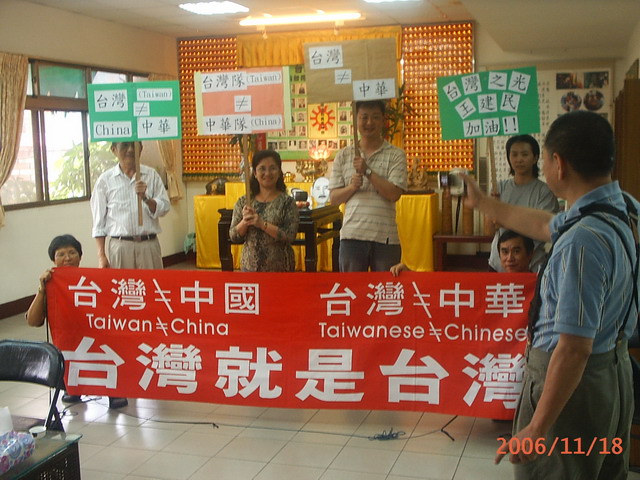 台灣 (Taiwan)
≠
China 中華
台灣隊 (Taiwan)
≠
中華隊 (China)
台灣
≠
中華
台灣之光
王建民
加油!!
台灣≠中國 台灣≠中華
Taiwan≠China Taiwanese≠Chinese
台灣就是台灣
2006/11/18